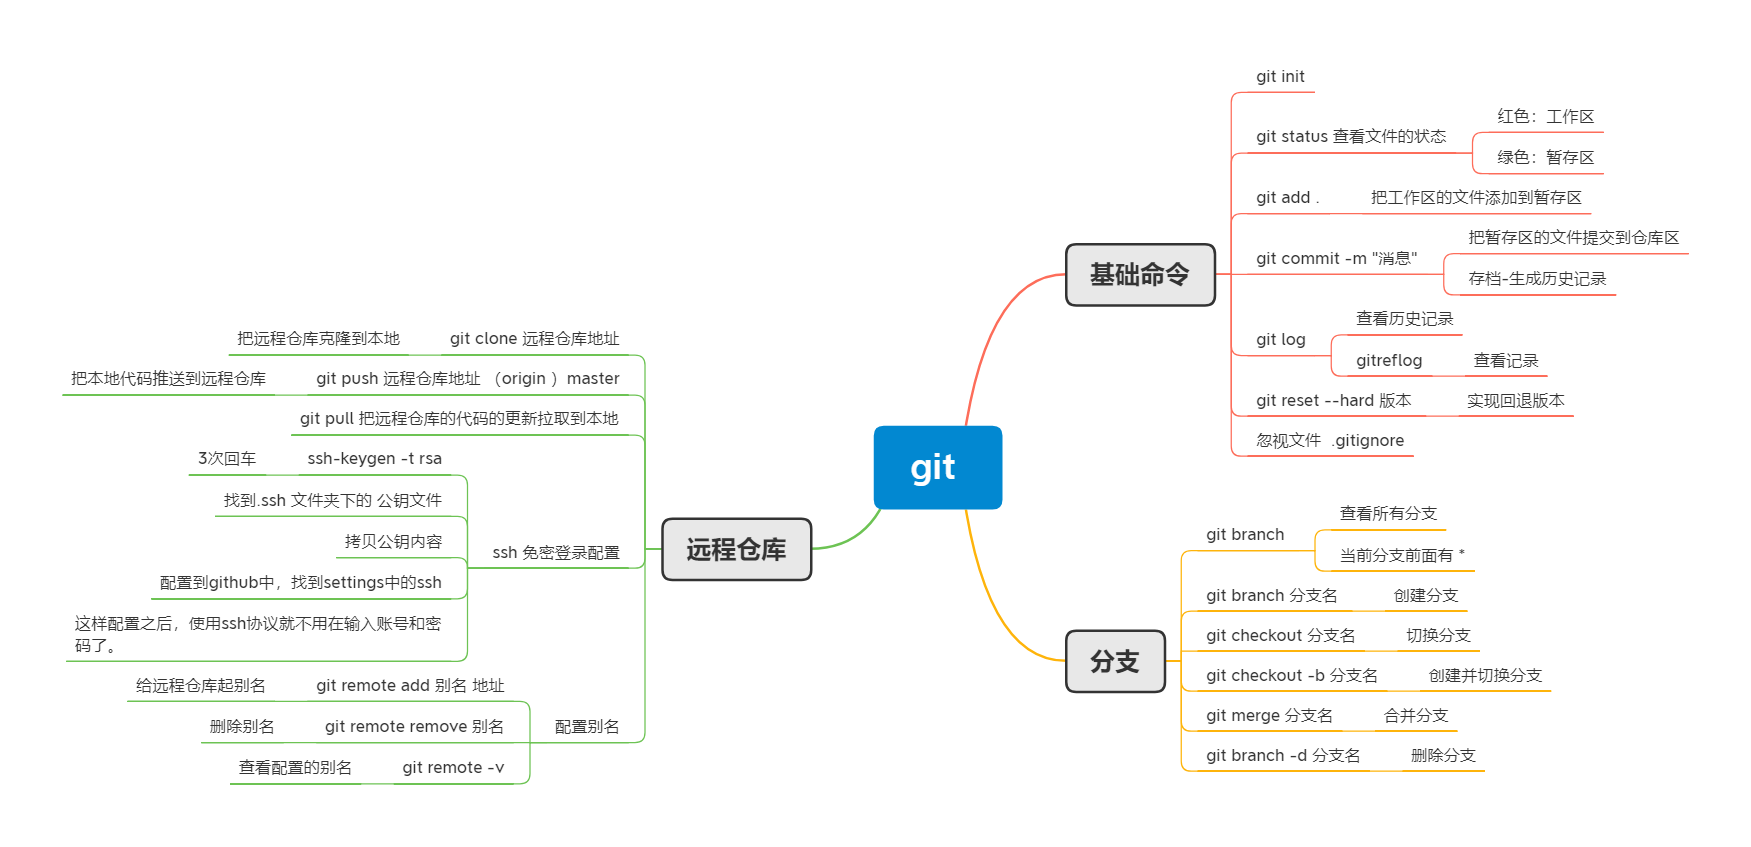 git
基础命令
git init
git status 查看文件的状态
红色：工作区
绿色：暂存区
git add .
把工作区的文件添加到暂存区
git commit -m "消息"
把暂存区的文件提交到仓库区
存档-生成历史记录
git log
查看历史记录
gitreflog
查看记录
git reset --hard 版本
实现回退版本
忽视文件 .gitignore
分支
git branch
查看所有分支
当前分支前面有 *
git branch 分支名
创建分支
git checkout 分支名
切换分支
git checkout -b 分支名
创建并切换分支
git merge 分支名
合并分支
git branch -d 分支名
删除分支
远程仓库
git clone 远程仓库地址
把远程仓库克隆到本地
git push 远程仓库地址 （origin ）master
把本地代码推送到远程仓库
git pull 把远程仓库的代码的更新拉取到本地
ssh 免密登录配置
ssh-keygen -t rsa
3次回车
找到.ssh 文件夹下的 公钥文件
拷贝公钥内容
配置到github中，找到settings中的ssh
这样配置之后，使用ssh协议就不用在输入账号和密
码了。
配置别名
git remote add 别名 地址
给远程仓库起别名
git remote remove 别名
删除别名
git remote -v
查看配置的别名